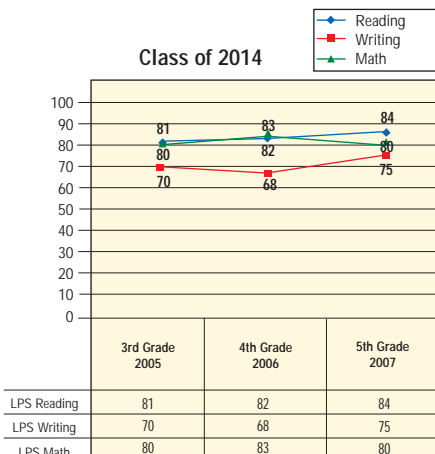 Reading
Writing
Math
Class of 2014
100
90
80
70
60
50
40
30
20
10
0
81
80
70
83
82
68
84
80
75
3rd Grade 4th Grade 5th Grade
2005 2006 2007
LPS Reading 81 82 84
LPS Writing 70 68 75
LPS Math 80 83 80